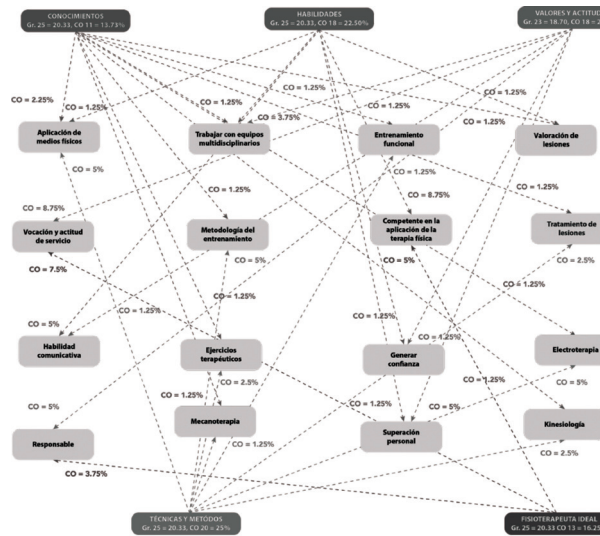 CONOCIMIENTOS
Gr. 25 = 20.33, CO 11 = 13.73%
HABILIDADES
Gr. 25 = 20.33, CO 18 = 22.50%
VALORES Y ACTITUD
Gr. 23 = 18.70, CO 18 = 2
CO = 1.25%
CO = 1.25%
CO = 1.25%
CO = 2.25%
CO = 1.25%
CO = 3.75%
CO = 1.25%
Aplicación de
medios físicos
Trabajar con equipos
multidisciplinarios
Entrenamiento
funcional
Valoración de
lesiones
CO = 5%
CO = 1.25%
CO = 1.25%
CO = 8.75%
CO = 1.25%
CO = 8.75%
Vocación y actitud
de servicio
Metodología del
entrenamiento
Competente en la
aplicación de la
terapia física
Tratamiento de
lesiones
CO = 7.5%
CO = 5%
CO = 5%
CO = 2.5%
CO = 1.25%
CO = 1.25%
CO = 1.25%
CO = 1.25%
CO = 5%
CO = 1.25%
Habilidad
comunicativa
Ejercicios
terapéuticos
Generar
confianza
Electroterapia
CO = 2.5%
CO = 1.25%
CO = 5%
CO = 1.25%
CO = 5%
CO = 1.25%
CO = 5%
Responsable
Mecanoterapia
Superación
personal
Kinesiología
CO = 1.25%
CO = 2.5%
CO = 3.75%
TÉCNICAS Y METODOS
Gr. 25 = 20.33, CO 20 = 25%
FISIOTERAPEUTA IDEAL
Gr. 25 = 20.33 CO 13 = 16.25